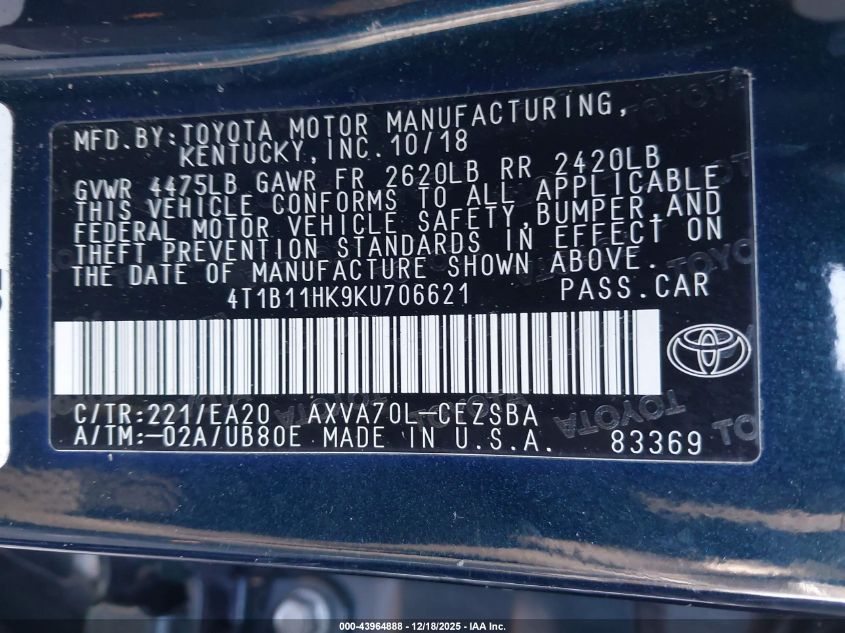 MFD.BY:TOYOTA MOTOR MANUFACTURING,
KENTUCKY,INC.10/18
GVWR 4475LB GAWR FR 2620LB RR 2420LB
THIS VEHICLE CONFORMS TO ALL APPLICABLE
FEDERAL MOTOR VEHICLE SAFETY,BUMPER,AND
THEFT PREVENTION STANDARDS IN EFFECT ON
THE DATE OF MANUFACTURE SHOWN ABOVE.
4T1B11HK9KU706621 PASS.CAR
C/TR:221/EA20 AXVA70L-CEZSBA
A/TM:-02A/UB80E MADE IN U.S.A. 83369
000-43964888 - 12/18/2025 - IAA Inc.